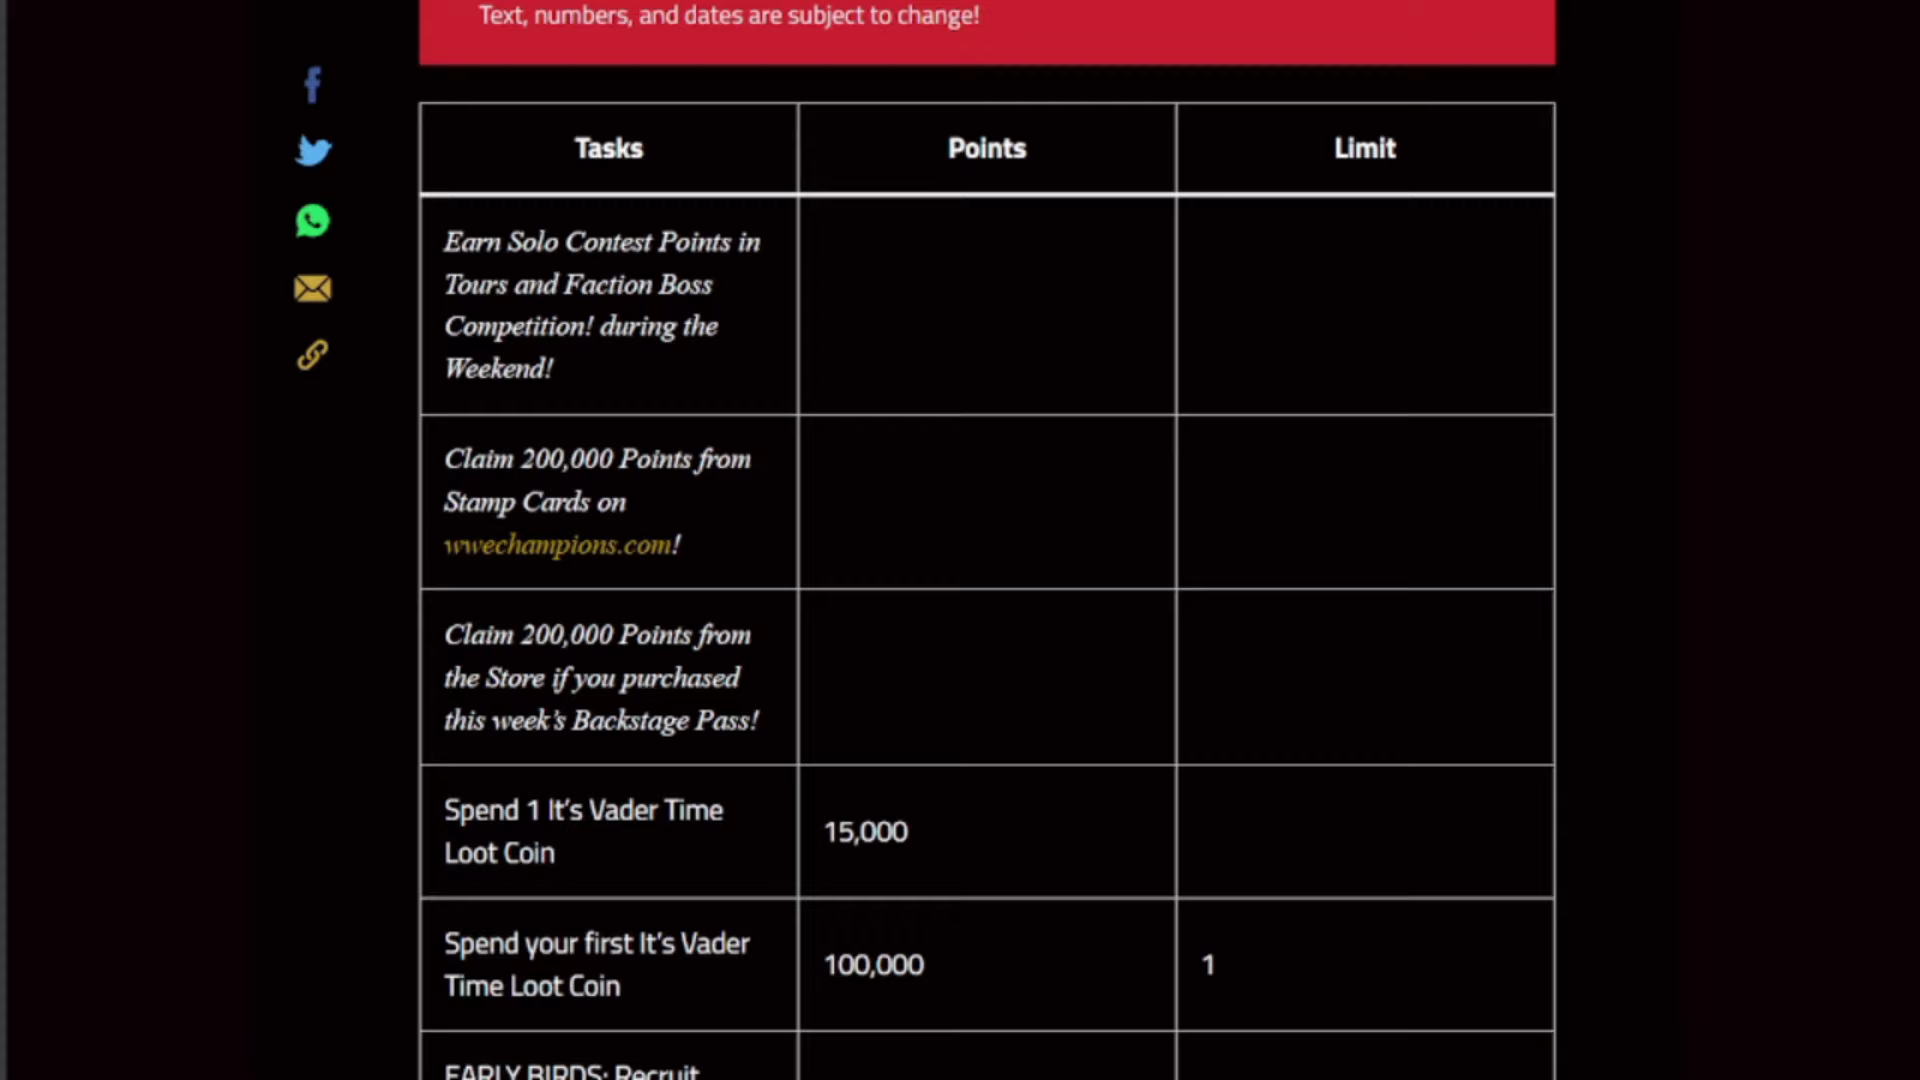 Text, numbers, and dates are subject to change!
Tasks
Points
Limit
Earn Solo Contest Points in
Tours and Faction Boss
Competition! during the
Weekend!
Claim 200,000 Points from
Stamp Cards on
wwechampions.com!
Claim 200,000 Points from
the Store if you purchased
this week’s Backstage Pass!
Spend 1 It’s Vader Time
Loot Coin
15,000
Spend your first It’s Vader
Time Loot Coin
100,000
1
EARLY BIRDS: Recruit